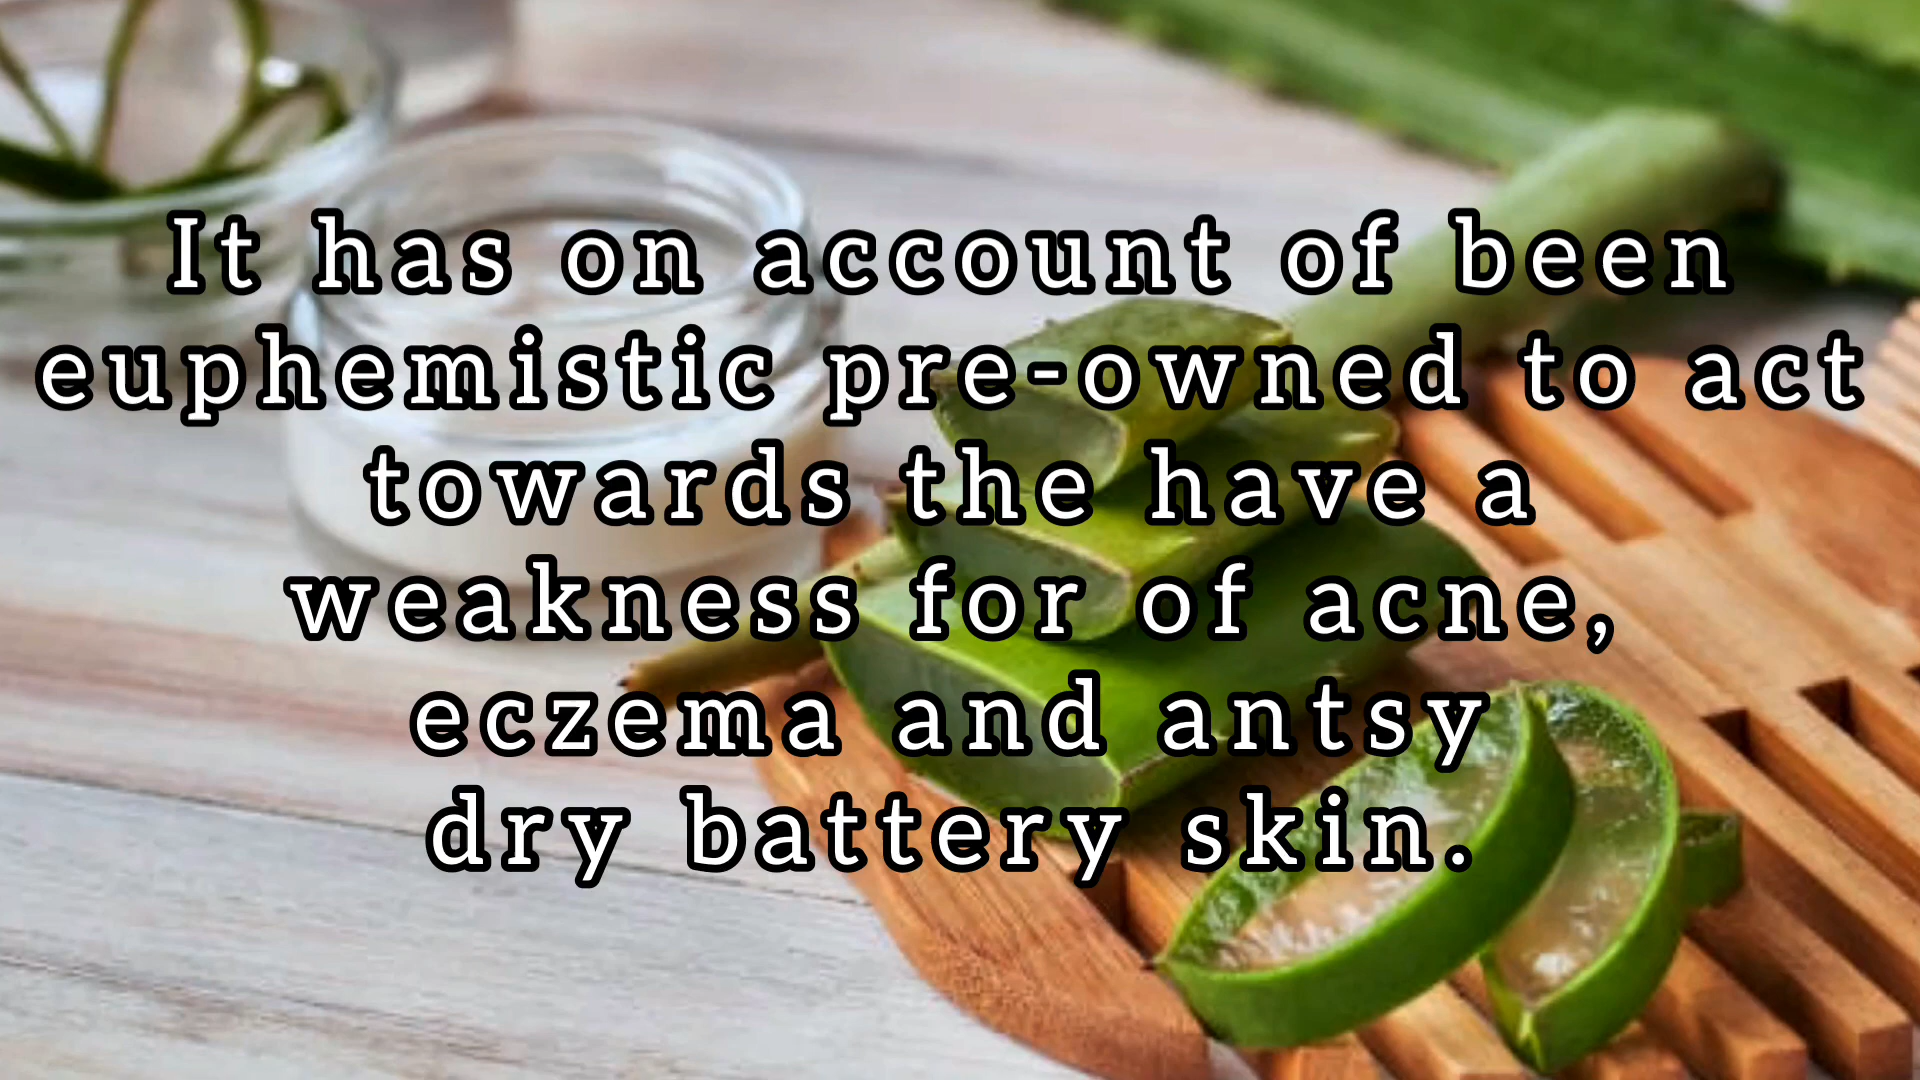 It has on account of been
euphemistic pre-owned to act
towards the have a
weakness for of acne,
eczema and antsy
dry battery skin.